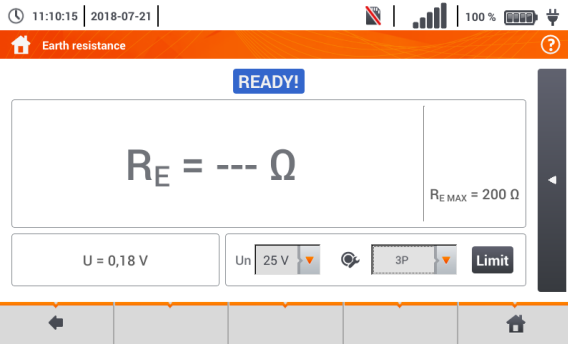 11:10:15 2018-07-21 100 %
Earth resistance ?
READY!
RE = --- Ω
RE MAX = 200 Ω
U = 0,18 V
Un 25 V 3P Limit